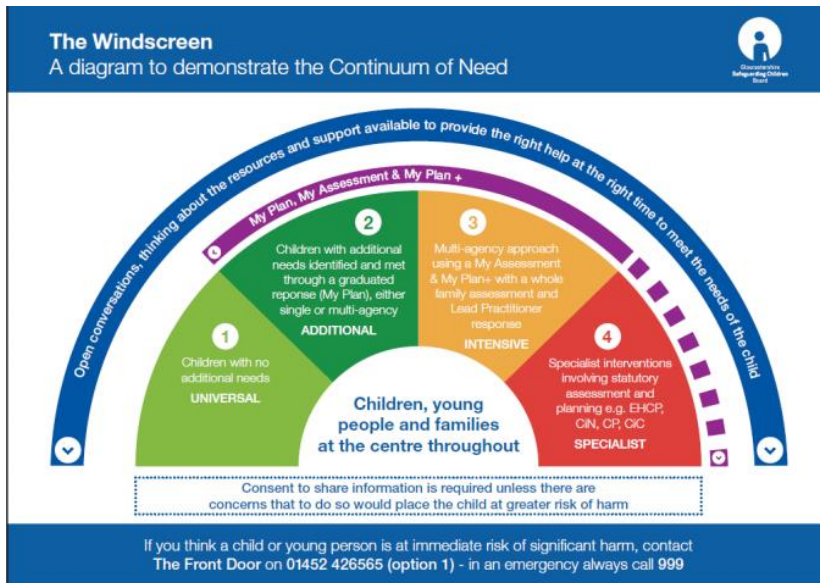 The Windscreen
A diagram to demonstrate the Continuum of Need
Gloucestershire
Safeguarding Children
Board
Open conversations, thinking about the resources and support available to provide the right help at the right time to meet the needs of the child
My Plan, My Assessment & My Plan +
1
Children with no
additional needs
UNIVERSAL
2
Children with additional
needs identified and met
through a graduated
reponse (My Plan), either
single or multi-agency
ADDITIONAL
3
Multi-agency approach
using a My Assessment
& My Plan+ with a whole
family assessment and
Lead Practitioner
response
INTENSIVE
4
Specialist interventions
involving statutory
assessment and
planning e.g. EHCP,
CiN, CP, CiC
SPECIALIST
Children, young
people and families
at the centre throughout
Consent to share information is required unless there are
concerns that to do so would place the child at greater risk of harm
If you think a child or young person is at immediate risk of significant harm, contact
The Front Door on 01452 426565 (option 1) - in an emergency always call 999